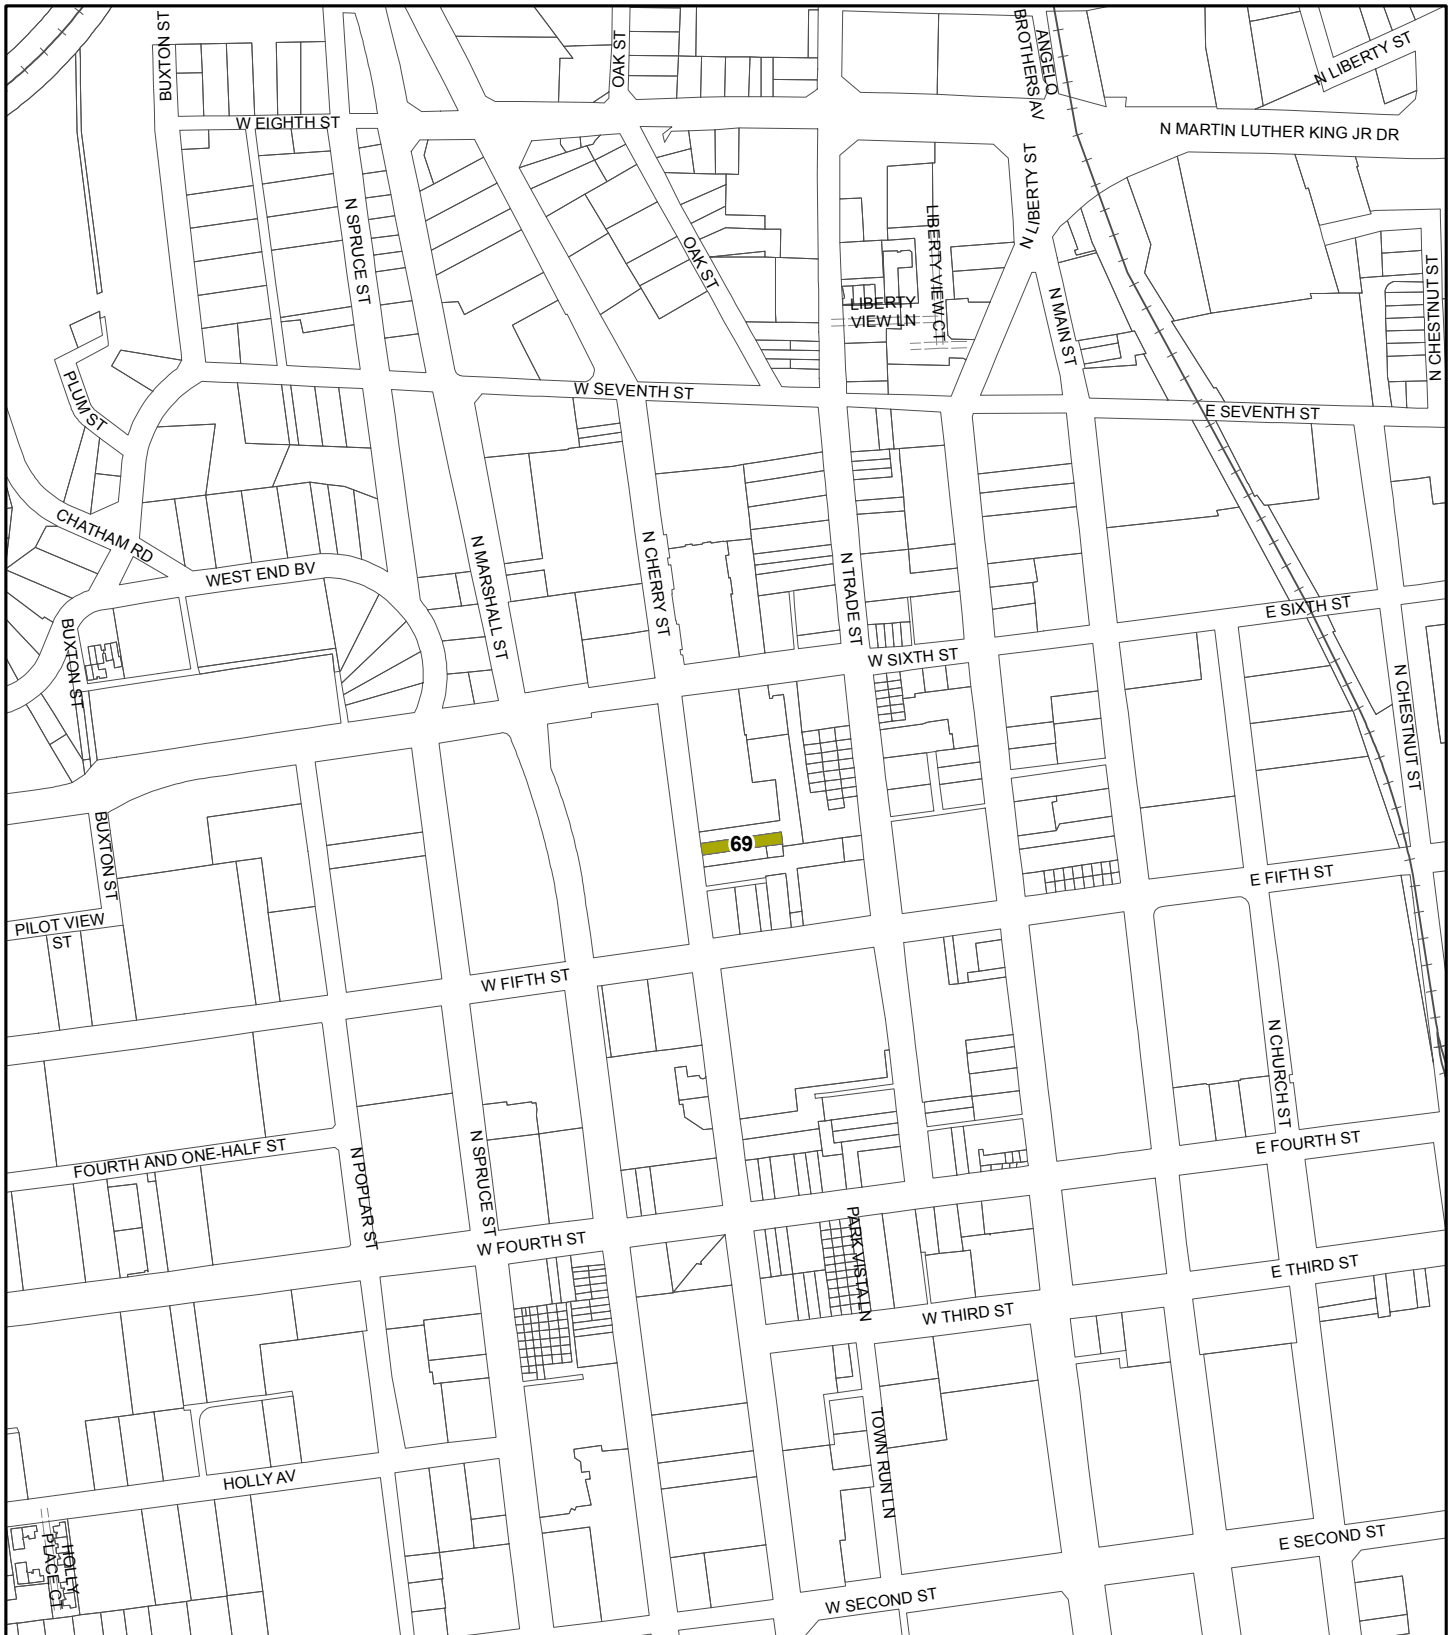 BUXTON ST
OAK ST
ANGELO
BROTHERS AV
N LIBERTY ST
W EIGHTH ST
N MARTIN LUTHER KING JR DR
N LIBERTY ST
N SPRUCE ST
OAK ST
LIBERTY VIEW CT
LIBERTY
VIEW LN
N MAIN ST
N CHESTNUT ST
PLUM ST
W SEVENTH ST
E SEVENTH ST
CHATHAM RD
WEST END BV
N MARSHALL ST
N CHERRY ST
N TRADE ST
E SIXTH ST
BUXTON ST
W SIXTH ST
N CHESTNUT ST
BUXTON ST
69
E FIFTH ST
PILOT VIEW
ST
W FIFTH ST
N CHURCH ST
FOURTH AND ONE-HALF ST
N POPLAR ST
N SPRUCE ST
E FOURTH ST
W FOURTH ST
PARK VISTA LN
E THIRD ST
W THIRD ST
TOWN RUN LN
HOLLY AV
HOLLY
PLACE CT
E SECOND ST
W SECOND ST